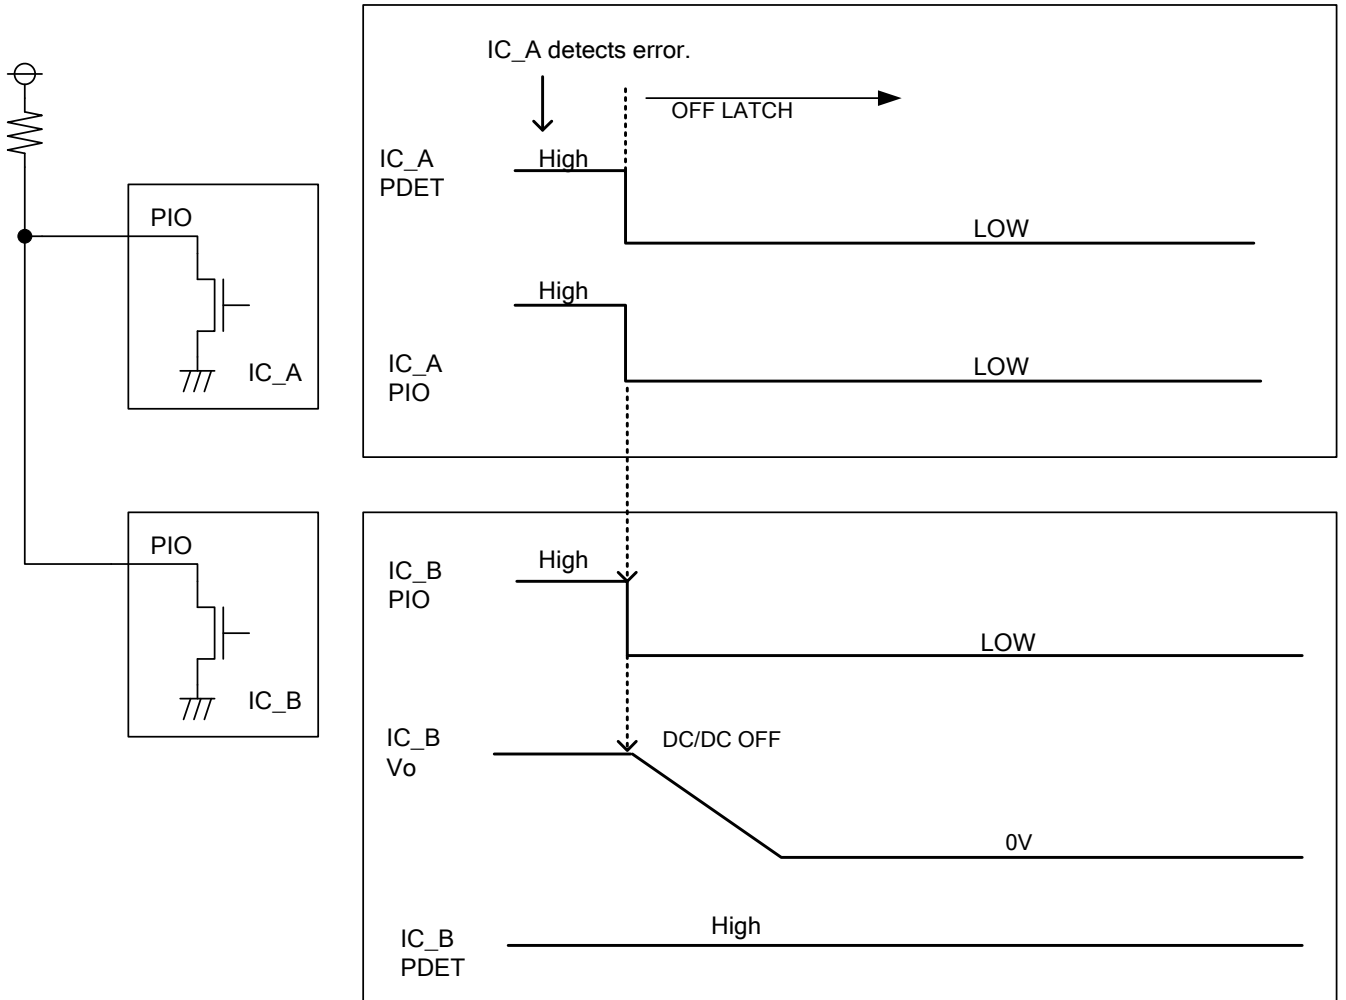 IC_A detects error.
OFF LATCH
IC_A
PDET
High
LOW
PIO
IC_A
High
IC_A
PIO
LOW
PIO
IC_B
IC_B
PIO
High
LOW
IC_B
Vo
DC/DC OFF
0V
IC_B
PDET
High